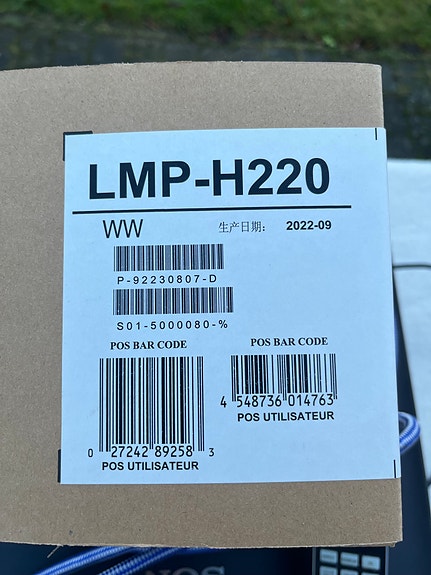 LMP-H220
WW 生产日期： 2022-09
P-92230807-D
S01-5000080-%
POS BAR CODE
0 27242 89258 3
POS UTILISATEUR
POS BAR CODE
4 548736 014763
POS UTILISATEUR